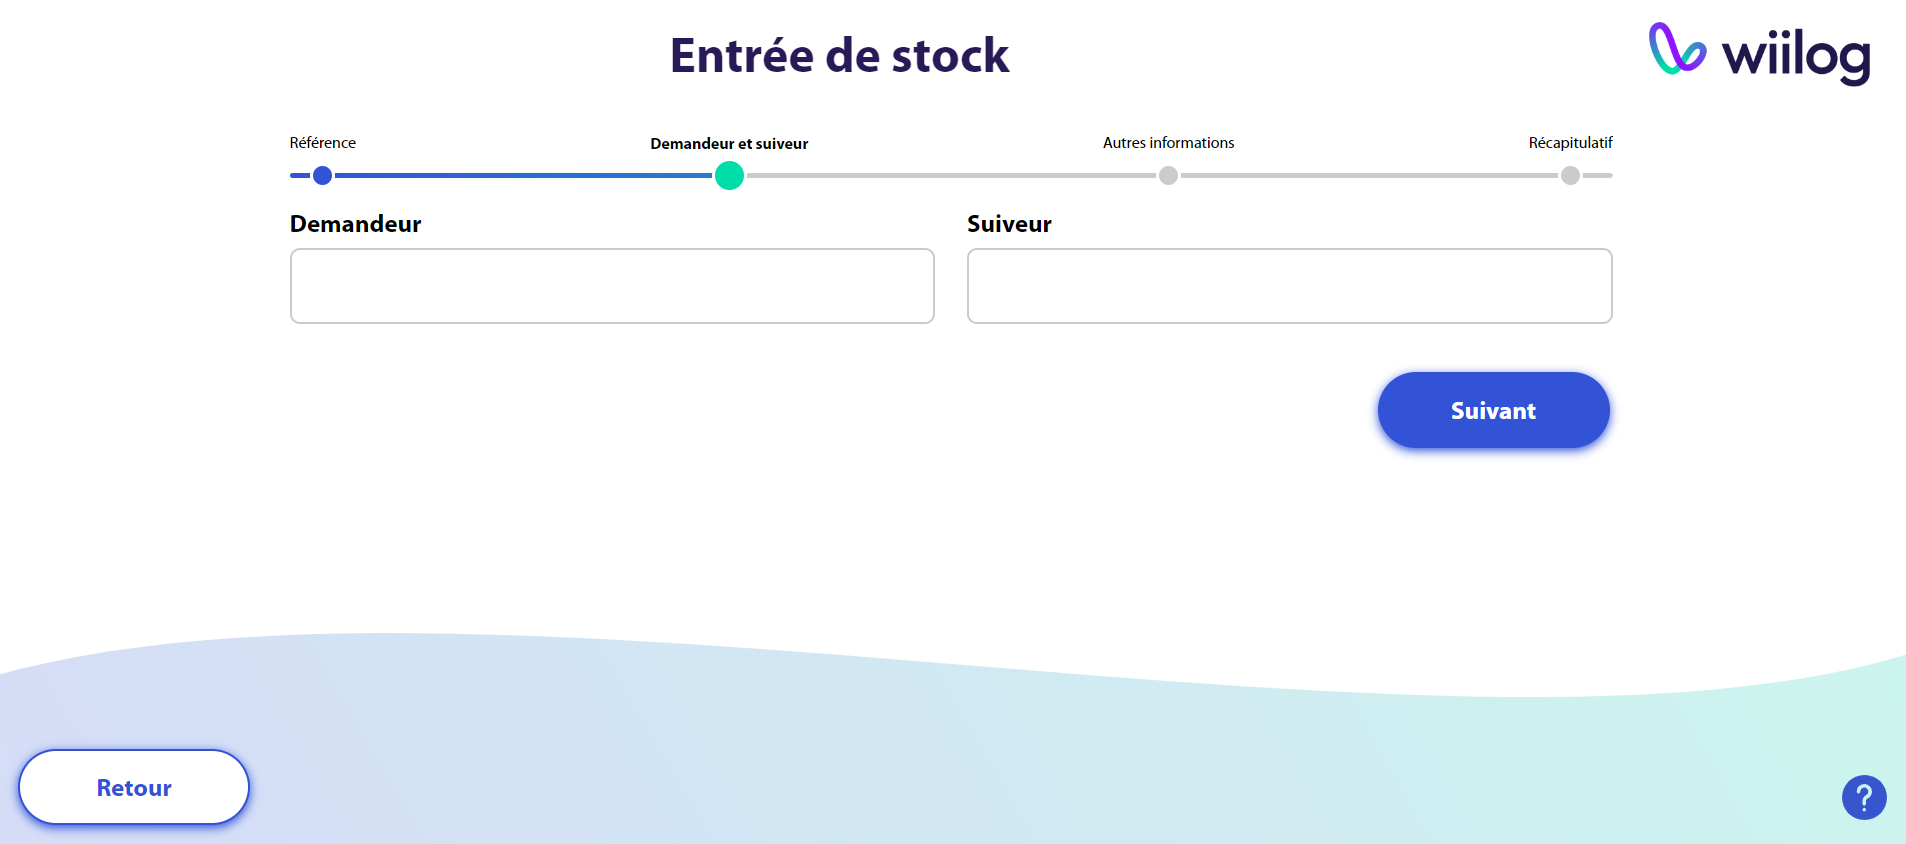 Entrée de stock
wiilog
Référence
Demandeur et suiveur
Autres informations
Récapitulatif
Demandeur
Suiveur
Suivant
Retour
?